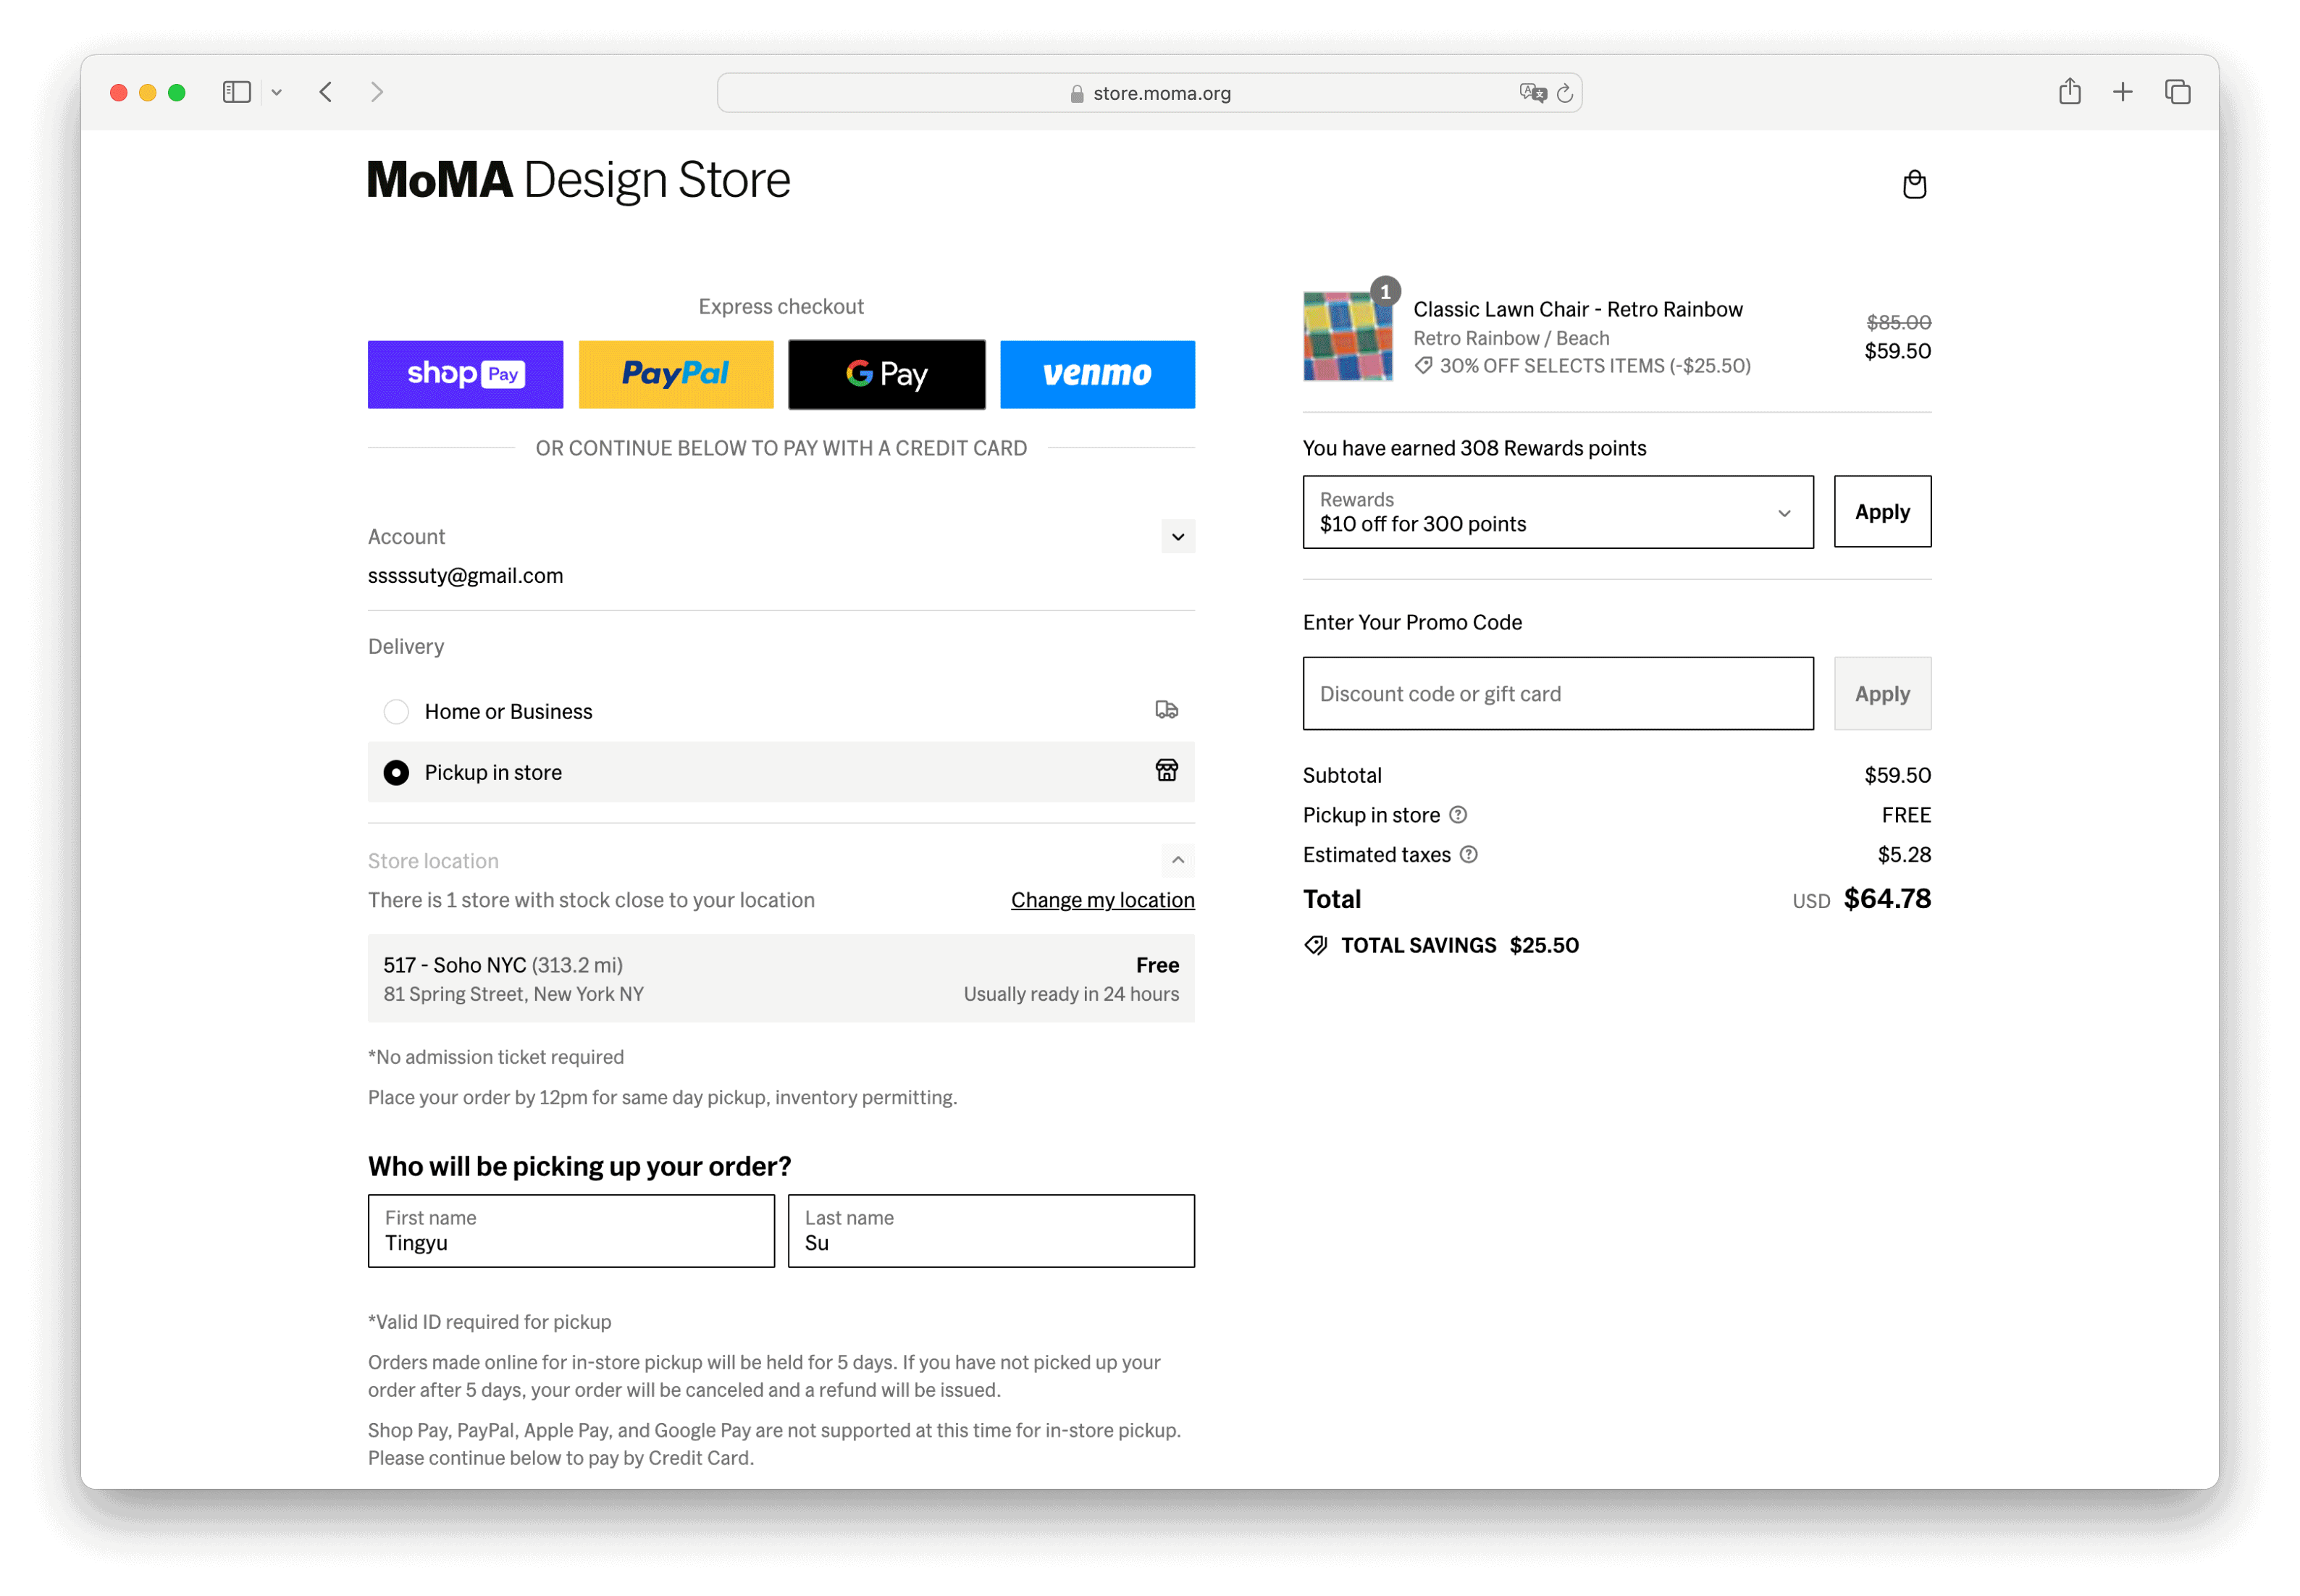 store.moma.org
MoMA Design Store
Express checkout
shop Pay
PayPal
G Pay
venmo
OR CONTINUE BELOW TO PAY WITH A CREDIT CARD
Account
sssssuty@gmail.com
Delivery
Home or Business
Pickup in store
Store location
There is 1 store with stock close to your location
Change my location
517 - Soho NYC (313.2 mi)
Free
81 Spring Street, New York NY
Usually ready in 24 hours
*No admission ticket required
Place your order by 12pm for same day pickup, inventory permitting.
Who will be picking up your order?
First name
Tingyu
Last name
Su
*Valid ID required for pickup
Orders made online for in-store pickup will be held for 5 days. If you have not picked up your
order after 5 days, your order will be canceled and a refund will be issued.
Shop Pay, PayPal, Apple Pay, and Google Pay are not supported at this time for in-store pickup.
Please continue below to pay by Credit Card.
1
Classic Lawn Chair - Retro Rainbow
Retro Rainbow / Beach
30% OFF SELECTS ITEMS (-$25.50)
$85.00
$59.50
You have earned 308 Rewards points
Rewards
$10 off for 300 points
Apply
Enter Your Promo Code
Discount code or gift card
Apply
Subtotal
$59.50
Pickup in store
FREE
Estimated taxes
$5.28
Total
USD $64.78
TOTAL SAVINGS $25.50